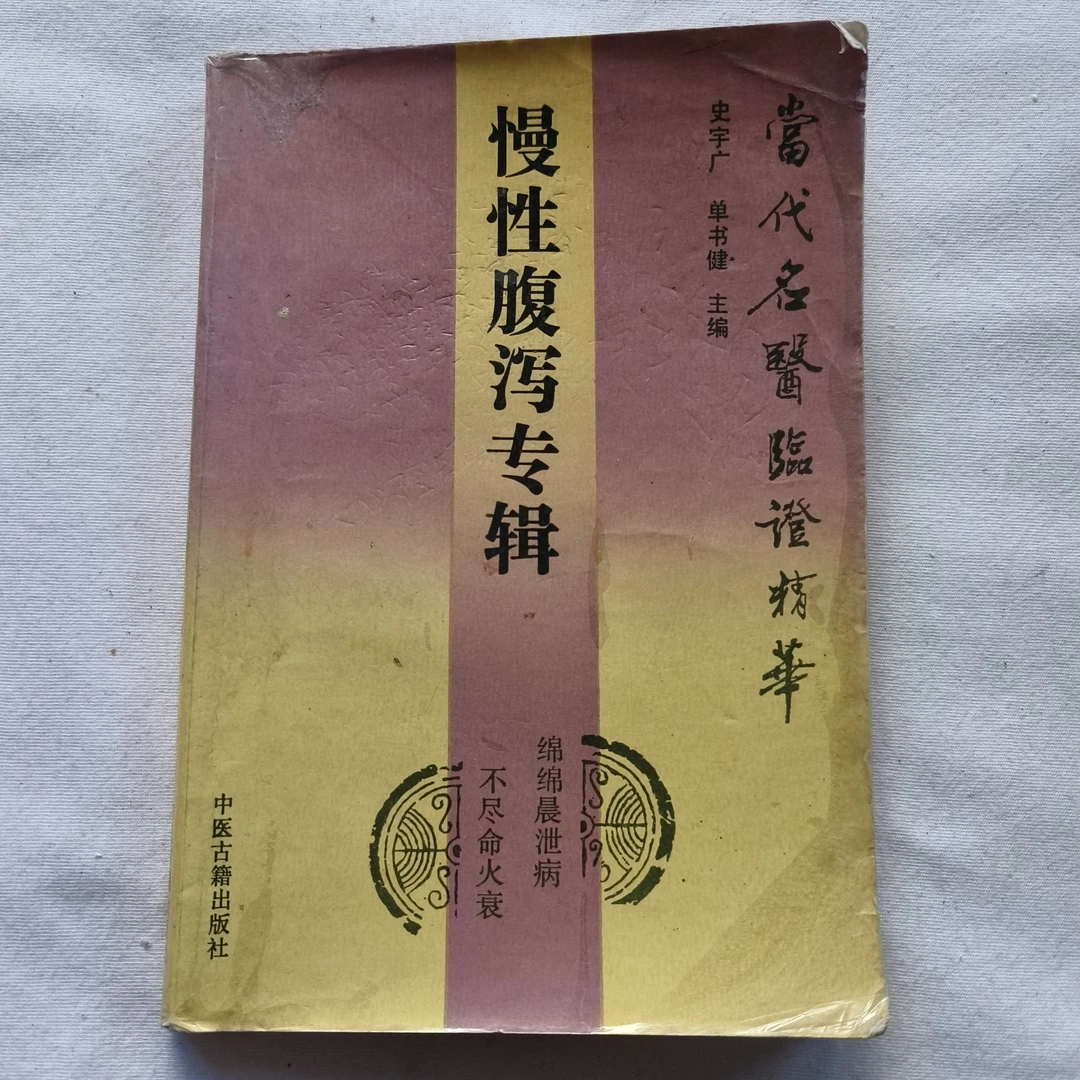 當代名醫臨證精華
史宇广 单书健 主编
慢性腹泻专辑
绵绵晨泄病
不尽命火衰
中医古籍出版社